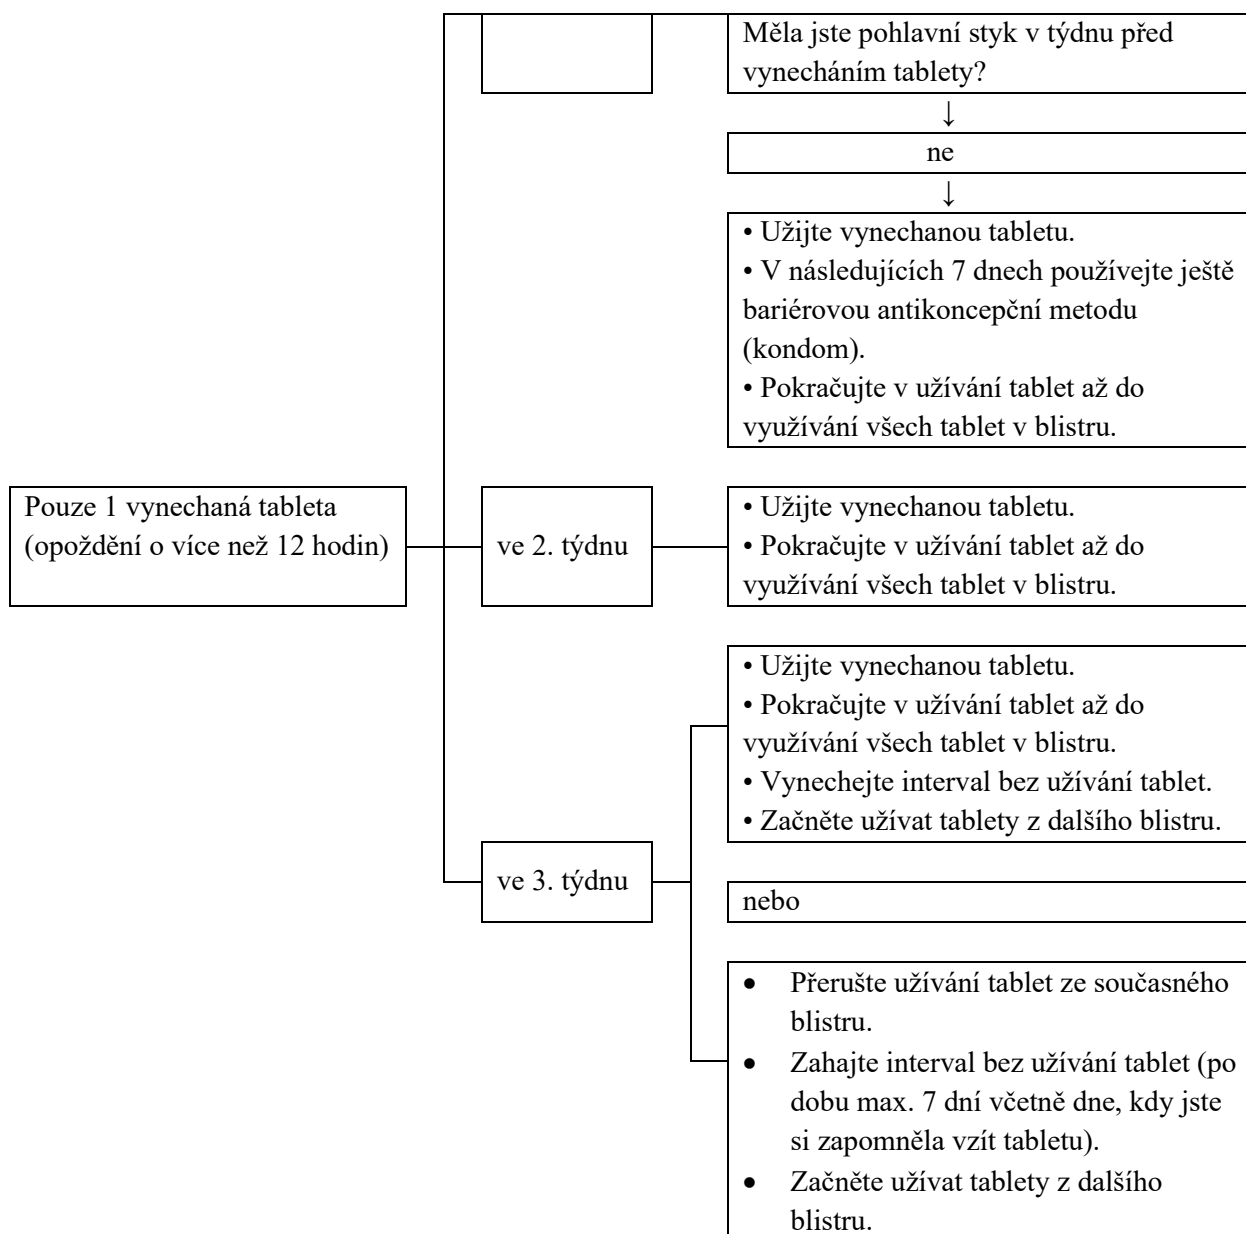 Měla jste pohlavní styk v týdnu před
vynecháním tablety?
↓
ne
↓
• Užijte vynechanou tabletu.
• V následujících 7 dnech používejte ještě
bariérovou antikoncepční metodu
(kondom).
• Pokračujte v užívání tablet až do
využívání všech tablet v blistru.
Pouze 1 vynechaná tableta
(opoždění o více než 12 hodin)
ve 2. týdnu
• Užijte vynechanou tabletu.
• Pokračujte v užívání tablet až do
využívání všech tablet v blistru.
ve 3. týdnu
• Užijte vynechanou tabletu.
• Pokračujte v užívání tablet až do
využívání všech tablet v blistru.
• Vynechejte interval bez užívání tablet.
• Začněte užívat tablety z dalšího blistru.
nebo
• Přerušte užívání tablet ze současného
blistru.
• Zahajte interval bez užívání tablet (po
dobu max. 7 dní včetně dne, kdy jste
si zapomněla vzít tabletu).
• Začněte užívat tablety z dalšího
blistru.